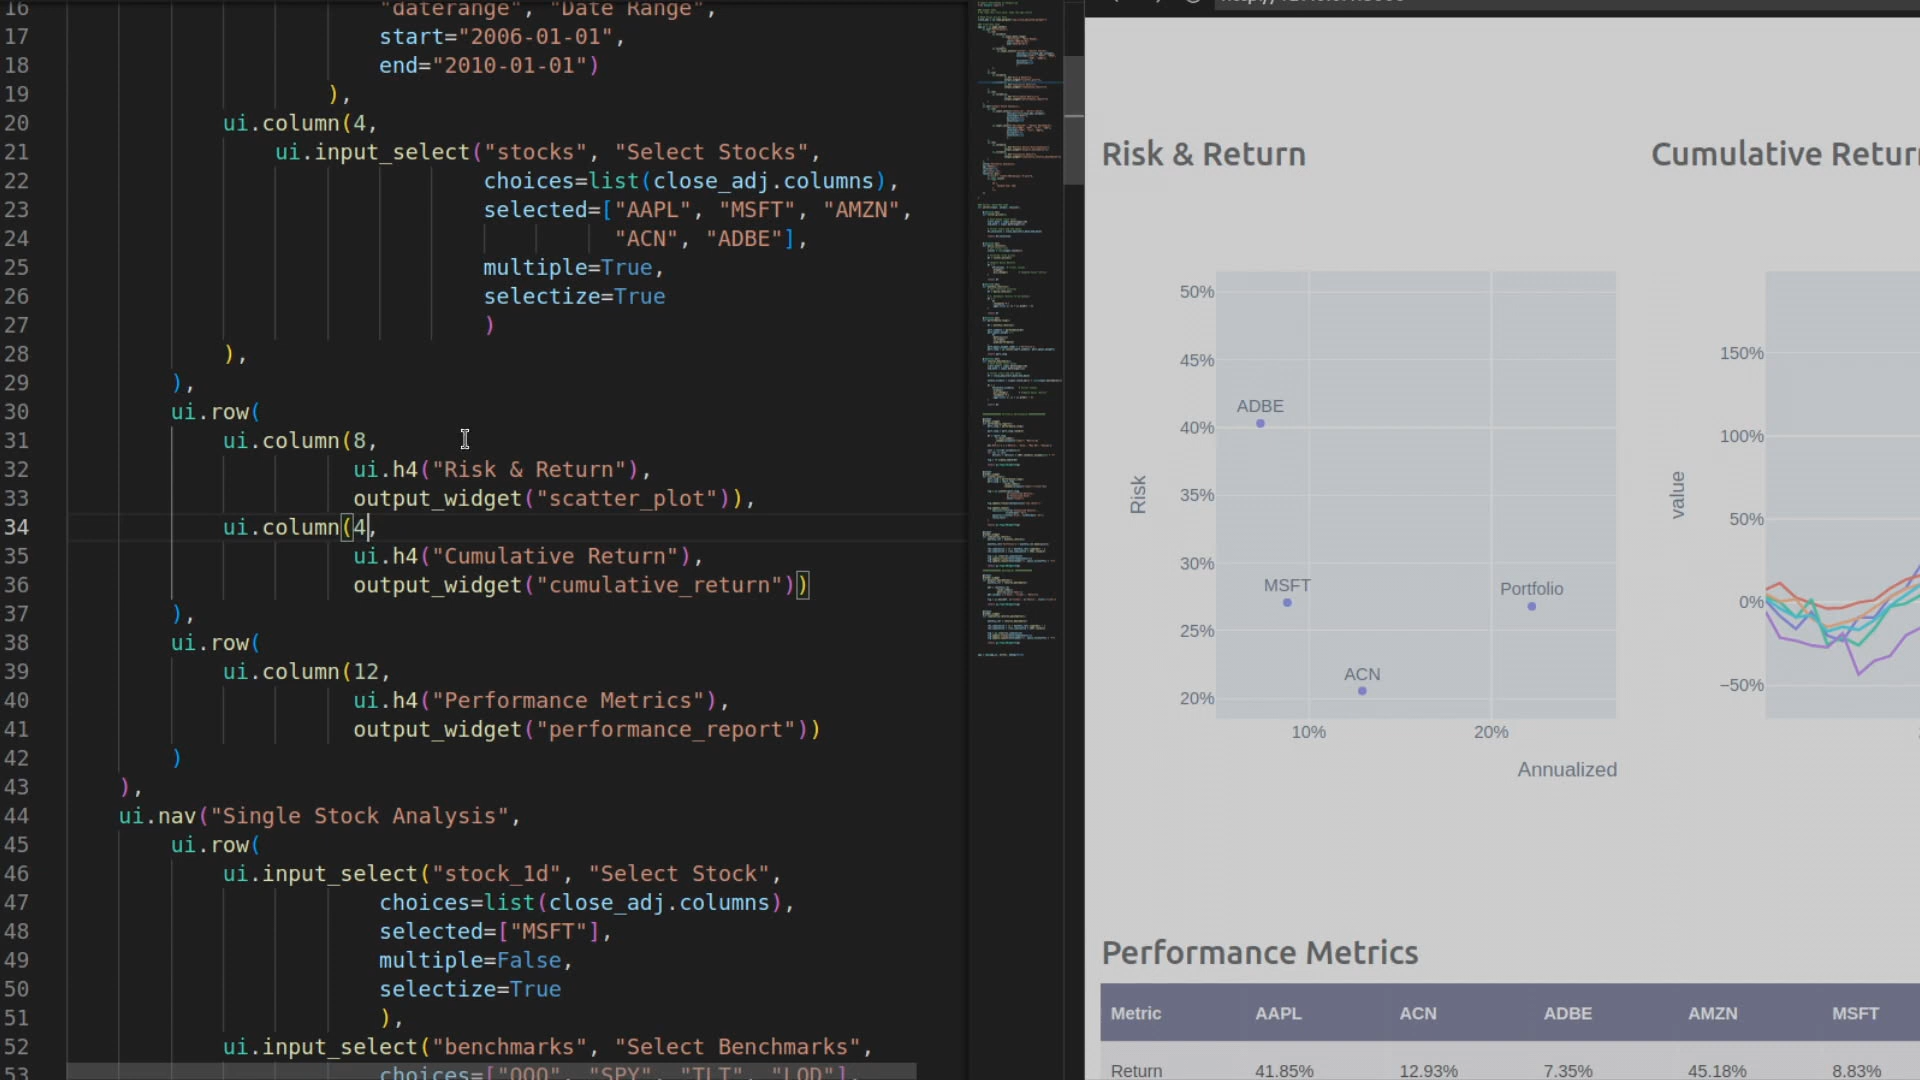 16 "daterange", "Date Range",
17 start="2006-01-01",
18 end="2010-01-01")
19 ),
20 ui.column(4,
21 ui.input_select("stocks", "Select Stocks",
22 choices=list(close_adj.columns),
23 selected=["AAPL", "MSFT", "AMZN",
24 "ACN", "ADBE"],
25 multiple=True,
26 selectize=True
27 )
28 ),
29 ),
30 ui.row(
31 ui.column(8,
32 ui.h4("Risk & Return"),
33 output_widget("scatter_plot")),
34 ui.column(4,
35 ui.h4("Cumulative Return"),
36 output_widget("cumulative_return"))
37 ),
38 ui.row(
39 ui.column(12,
40 ui.h4("Performance Metrics"),
41 output_widget("performance_report"))
42 )
43 ),
44 ui.nav("Single Stock Analysis",
45 ui.row(
46 ui.input_select("stock_1d", "Select Stock",
47 choices=list(close_adj.columns),
48 selected=["MSFT"],
49 multiple=False,
50 selectize=True
51 ),
52 ui.input_select("benchmarks", "Select Benchmarks",
53 choices=["QQQ", "SPY", "TLT", "LQD"],
Risk & Return
50%
45%
ADBE
40%
35%
Risk
30%
MSFT
Portfolio
25%
ACN
20%
10% 20%
Annualized
Cumulative Return
150%
100%
value
50%
0%
−50%
Performance Metrics
Metric AAPL ACN ADBE AMZN MSFT
Return 41.85% 12.93% 7.35% 45.18% 8.83%